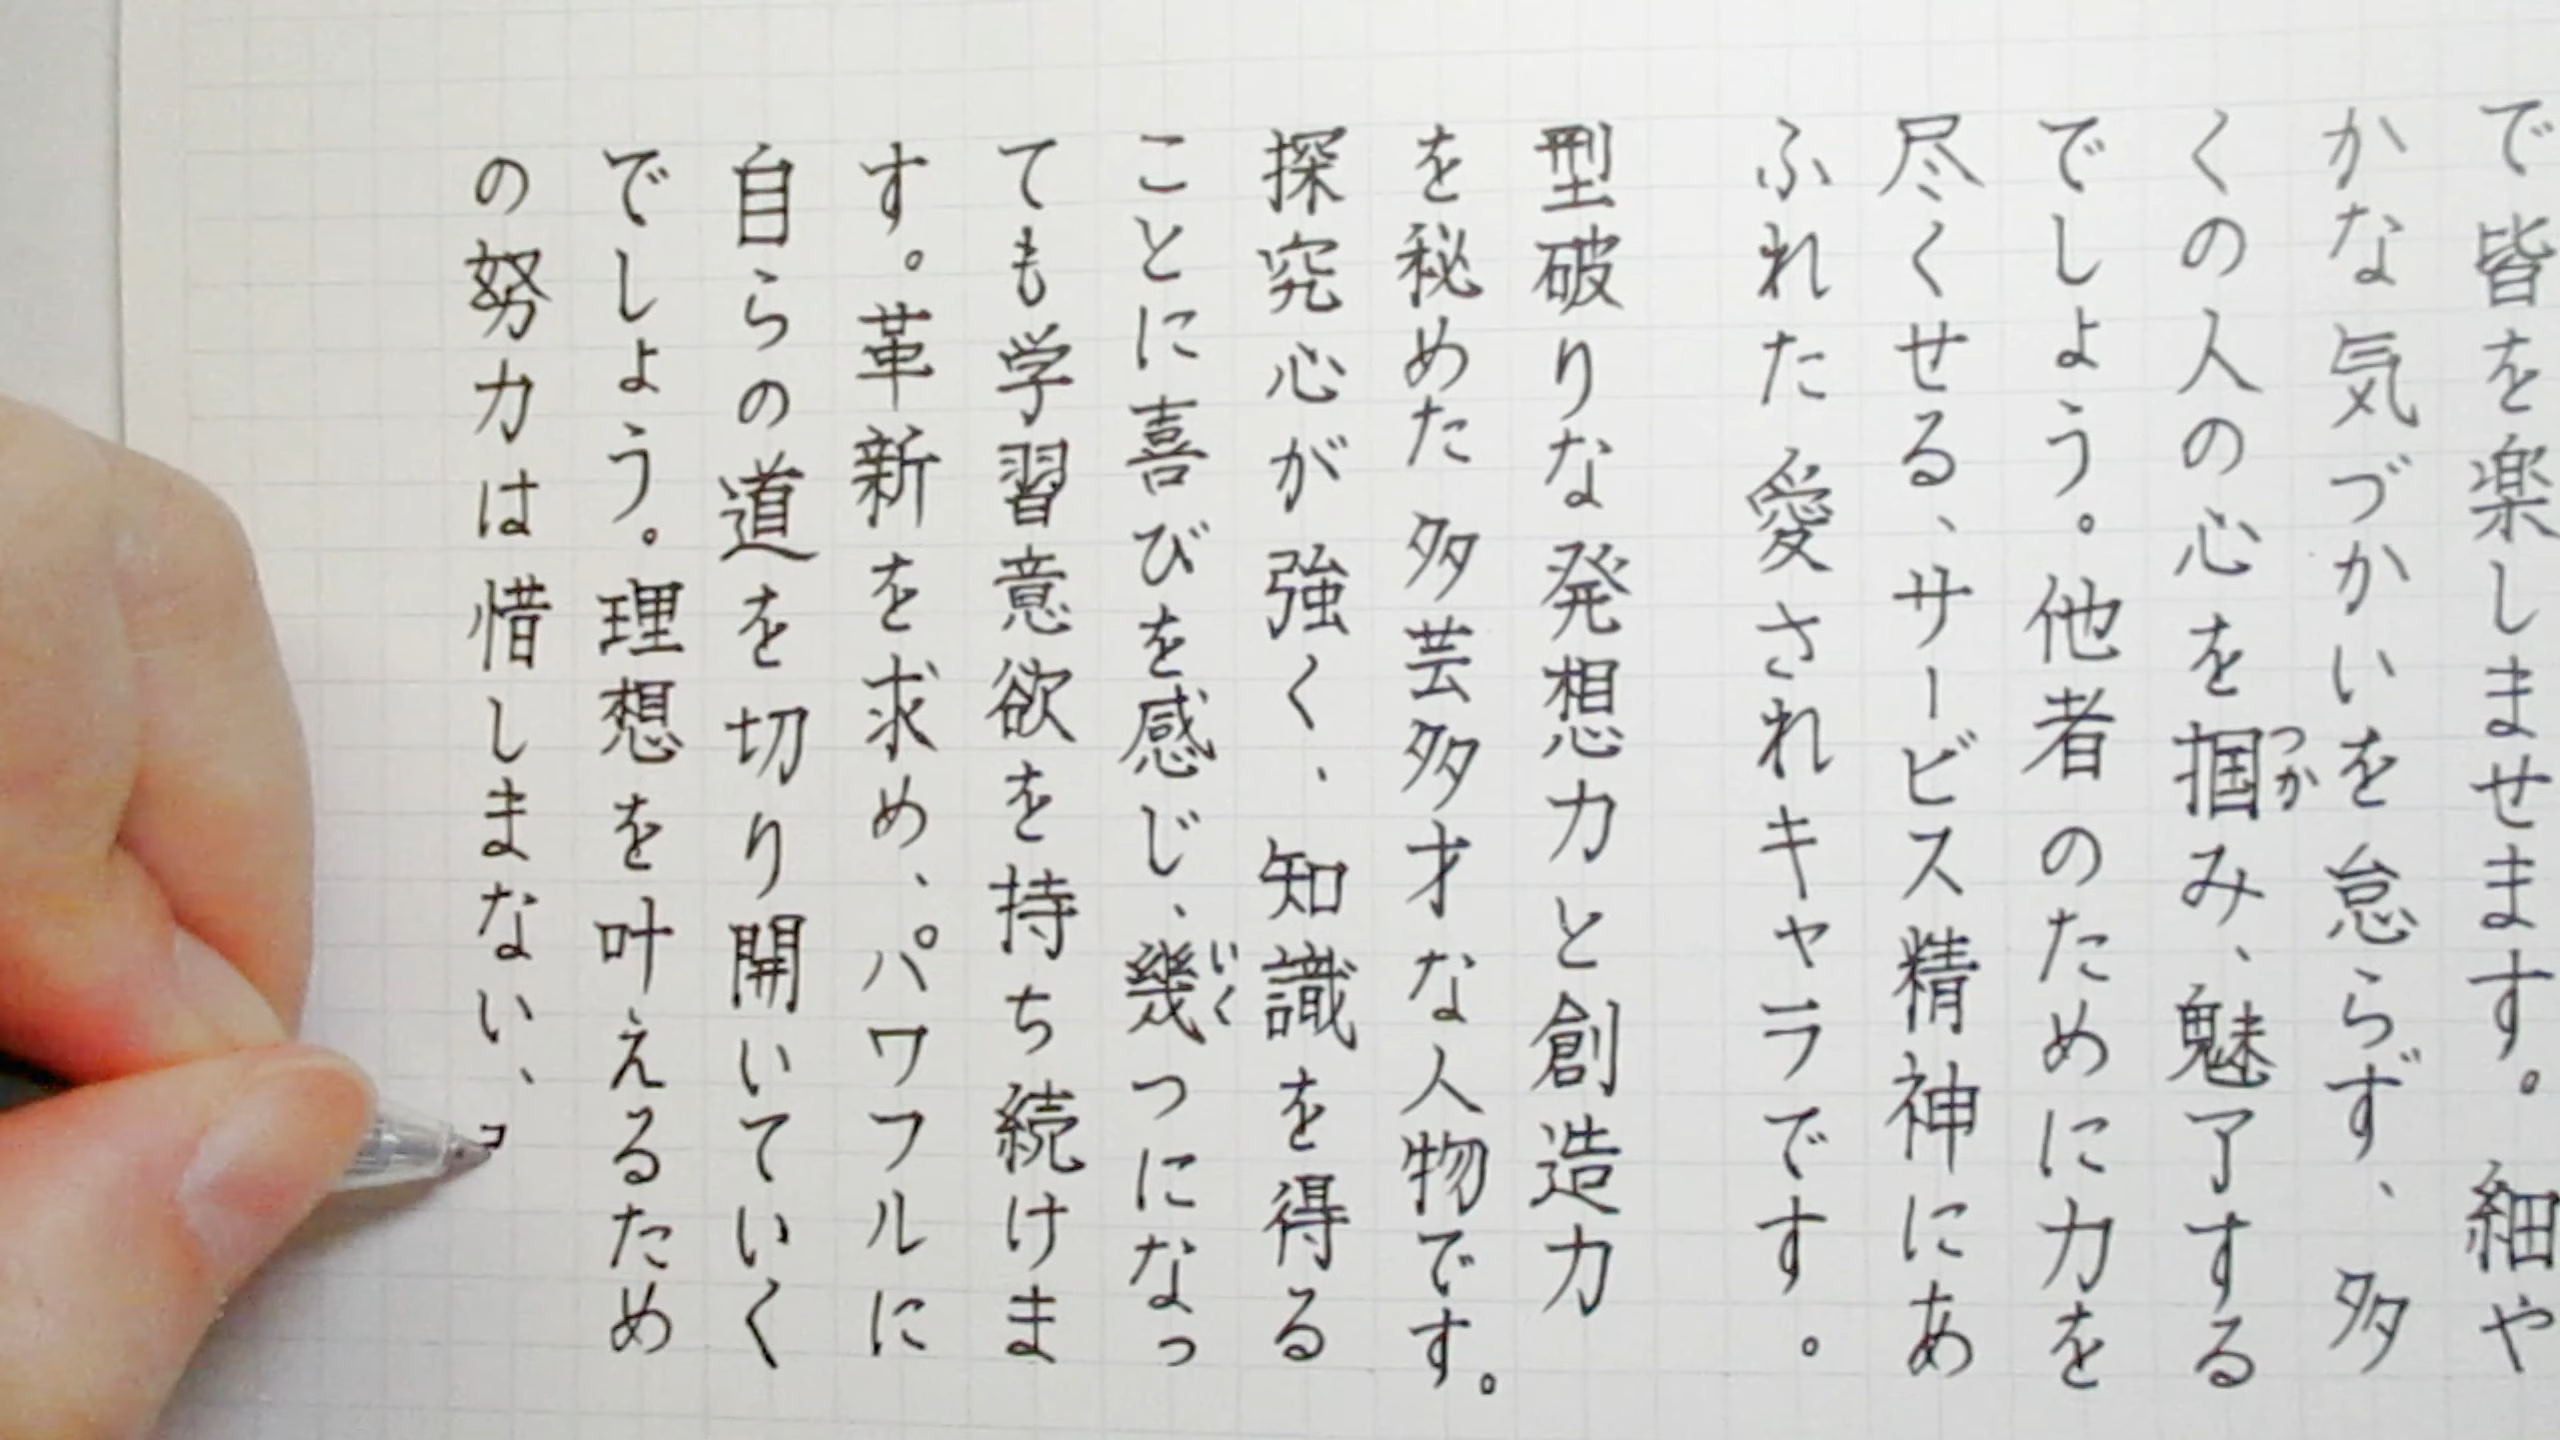 で皆を楽しませます。細や
かな気づかいを怠らず、多
くの人の心を掴み、魅了する
つか
でしょう。他者のために力を
尽くせる、サービス精神にあ
ふれた愛されキャラです。
型破りな発想力と創造力
を秘めた多芸多才な人物です。
探究心が強く、知識を得る
ことに喜びを感じ、幾つになっ
いく
ても学習意欲を持ち続けま
す。革新を求め、パワフルに
自らの道を切り開いていく
でしょう。理想を叶えるため
の努力は惜しまない、